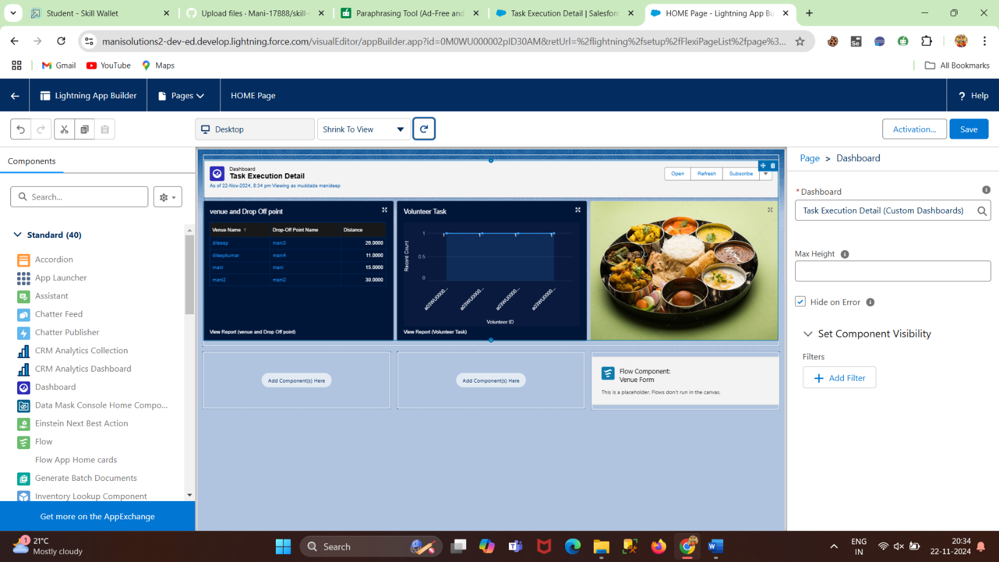 Student - Skill Wallet
Upload files · Mani-17888/skill-
Paraphrasing Tool (Ad-Free and
Task Execution Detail | Salesforc
HOME Page - Lightning App Bu
manisolutions2-dev-ed.develop.lightning.force.com/visualEditor/appBuilder.app?id=0M0WU000002pID30AM&retUrl=%2flightning%2fsetup%2fFlexiPageList%2fpage%3...
Gmail
YouTube
Maps
All Bookmarks
Lightning App Builder
Pages
HOME Page
? Help
Desktop
Shrink To View
Activation...
Save
Components
Search...
Standard (40)
Accordion
App Launcher
Assistant
Chatter Feed
Chatter Publisher
CRM Analytics Collection
CRM Analytics Dashboard
Dashboard
Data Mask Console Home Compo...
Einstein Next Best Action
Flow
Flow App Home cards
Generate Batch Documents
Inventory Lookup Component
Get more on the AppExchange
Dashboard
Task Execution Detail
As of 22-Nov-2024, 8:34 pm·Viewing as muddada manideep
Open
Refresh
Subscribe
venue and Drop Off point
Venue Name ↑ Drop-Off Point Name Distance
dileeep mani3 26.0000
dileepkumar mani4 11.0000
mani mani 15.0000
mani2 mani2 30.0000
View Report (venue and Drop Off point)
Volunteer Task
Record Count
1
0.5
0
1 1 1 1
a03WU0000... a03WU0000... a03WU0000... a03WU0000...
Volunteer ID
View Report (Volunteer Task)
Add Component(s) Here
Add Component(s) Here
Flow Component:
Venue Form
This is a placeholder. Flows don't run in the canvas.
Page > Dashboard
* Dashboard
Task Execution Detail (Custom Dashboards)
Max Height
Hide on Error
Set Component Visibility
Filters
+ Add Filter
1
21°C
Mostly cloudy
Search
ENG
IN
20:34
22-11-2024